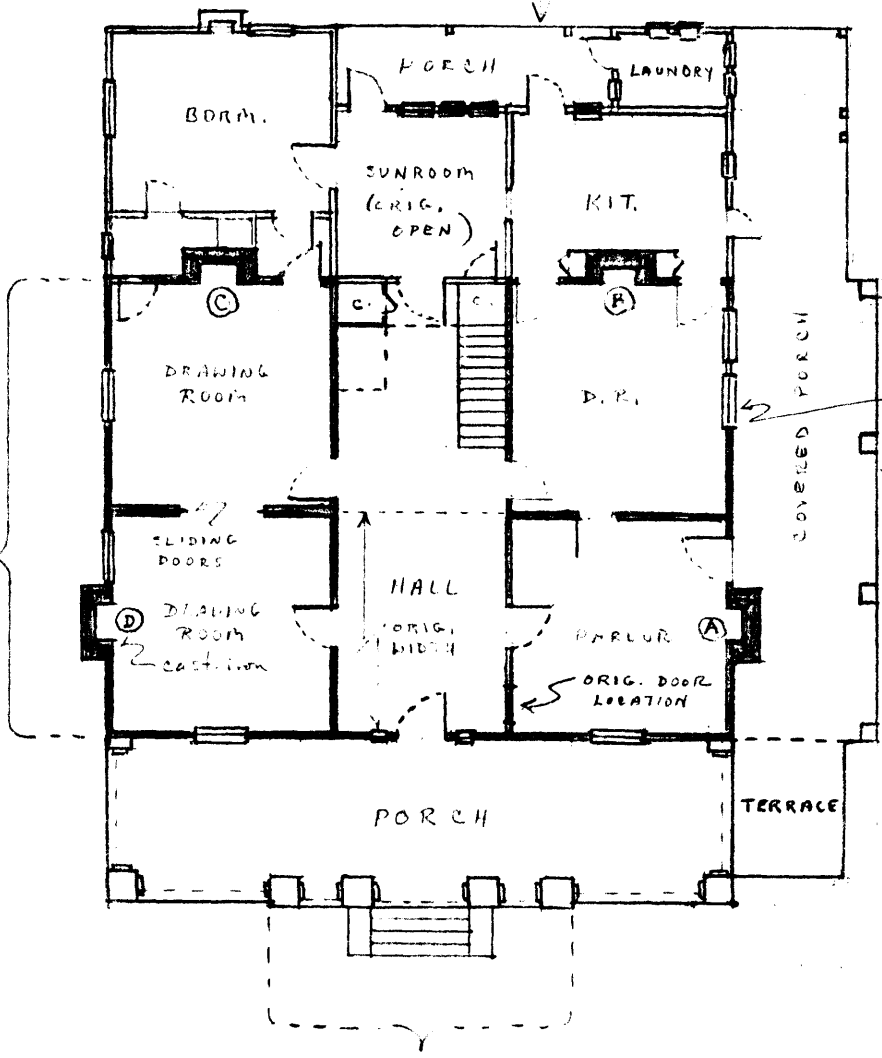 PORCH
LAUNDRY
BDRM.
SUNROOM
(ORIG.
OPEN)
KIT.
C.
C.
C
B
DRAWING
ROOM
D.R.
COVERED PORCH
SLIDING
DOORS
HALL
ORIG.
WIDTH
D
DRAWING
ROOM
cast-iron
PARLOR
A
ORIG. DOOR
LOCATION
PORCH
TERRACE